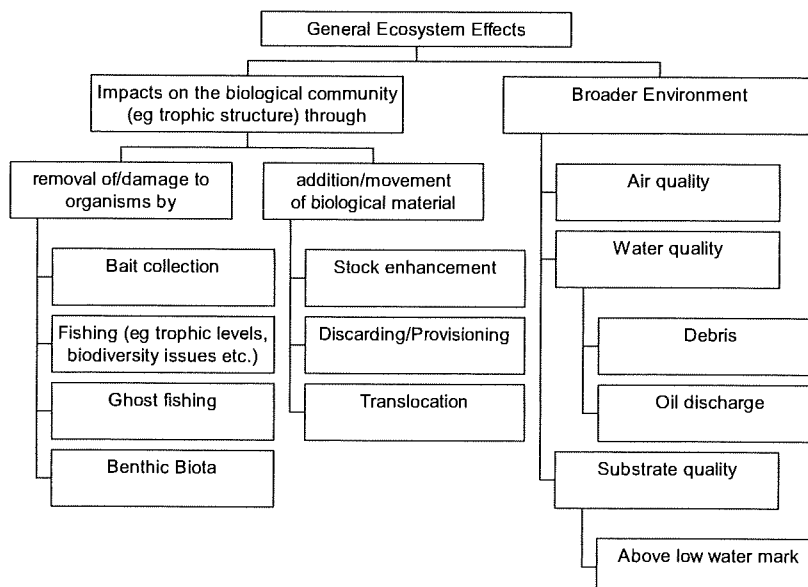 General Ecosystem Effects
Impacts on the biological community
(eg trophic structure) through
removal of/damage to
organisms by
Bait collection
Fishing (eg trophic levels,
biodiversity issues etc.)
Ghost fishing
Benthic Biota
addition/movement
of biological material
Stock enhancement
Discarding/Provisioning
Translocation
Broader Environment
Air quality
Water quality
Debris
Oil discharge
Substrate quality
Above low water mark